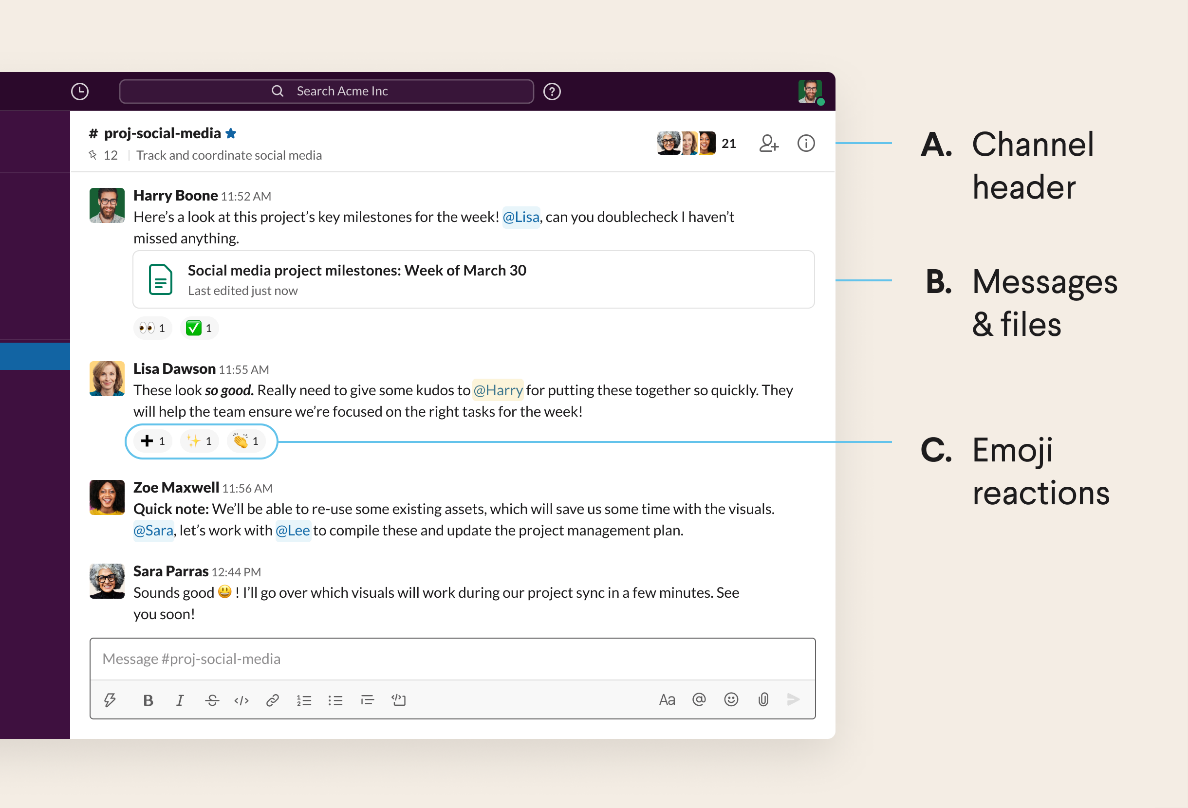 Search Acme Inc
# proj-social-media
12 | Track and coordinate social media
21
A. Channel
header
Harry Boone 11:52 AM
Here’s a look at this project’s key milestones for the week! @Lisa, can you doublecheck I haven’t
missed anything.
Social media project milestones: Week of March 30
Last edited just now
👀 1 ✅ 1
B. Messages
& files
Lisa Dawson 11:55 AM
These look so good. Really need to give some kudos to @Harry for putting these together so quickly. They
will help the team ensure we’re focused on the right tasks for the week!
➕ 1 ✨ 1 👏 1
C. Emoji
reactions
Zoe Maxwell 11:56 AM
Quick note: We’ll be able to re-use some existing assets, which will save us some time with the visuals.
@Sara, let’s work with @Lee to compile these and update the project management plan.
Sara Parras 12:44 PM
Sounds good 😀 ! I’ll go over which visuals will work during our project sync in a few minutes. See
you soon!
Message #proj-social-media
B I S </> Aa @